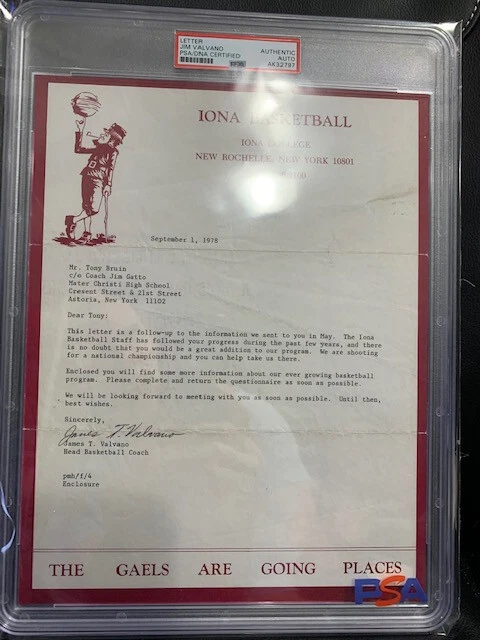 LETTER
JIM VALVANO
PSA/DNA CERTIFIED
AUTHENTIC
AUTO
AK32797
IONA BASKETBALL
IONA COLLEGE
NEW ROCHELLE, NEW YORK 10801
September 1, 1978
Mr. Tony Bruin
c/o Coach Jim Gatto
Mater Christi High School
Cresent Street & 21st Street
Astoria, New York 11102
Dear Tony:
This letter is a follow-up to the information we sent to you in May. The Iona
Basketball Staff has followed your progress during the past few years, and there
is no doubt that you would be a great addition to our program. We are shooting
for a national championship and you can help us take us there.
Enclosed you will find some more information about our ever growing basketball
program. Please complete and return the questionnaire as soon as possible.
We will be looking forward to meeting with you as soon as possible. Until then,
best wishes.
Sincerely,
James T. Valvano
James T. Valvano
Head Basketball Coach
pmh/f/4
Enclosure
THE GAELS ARE GOING PLACES
PSA